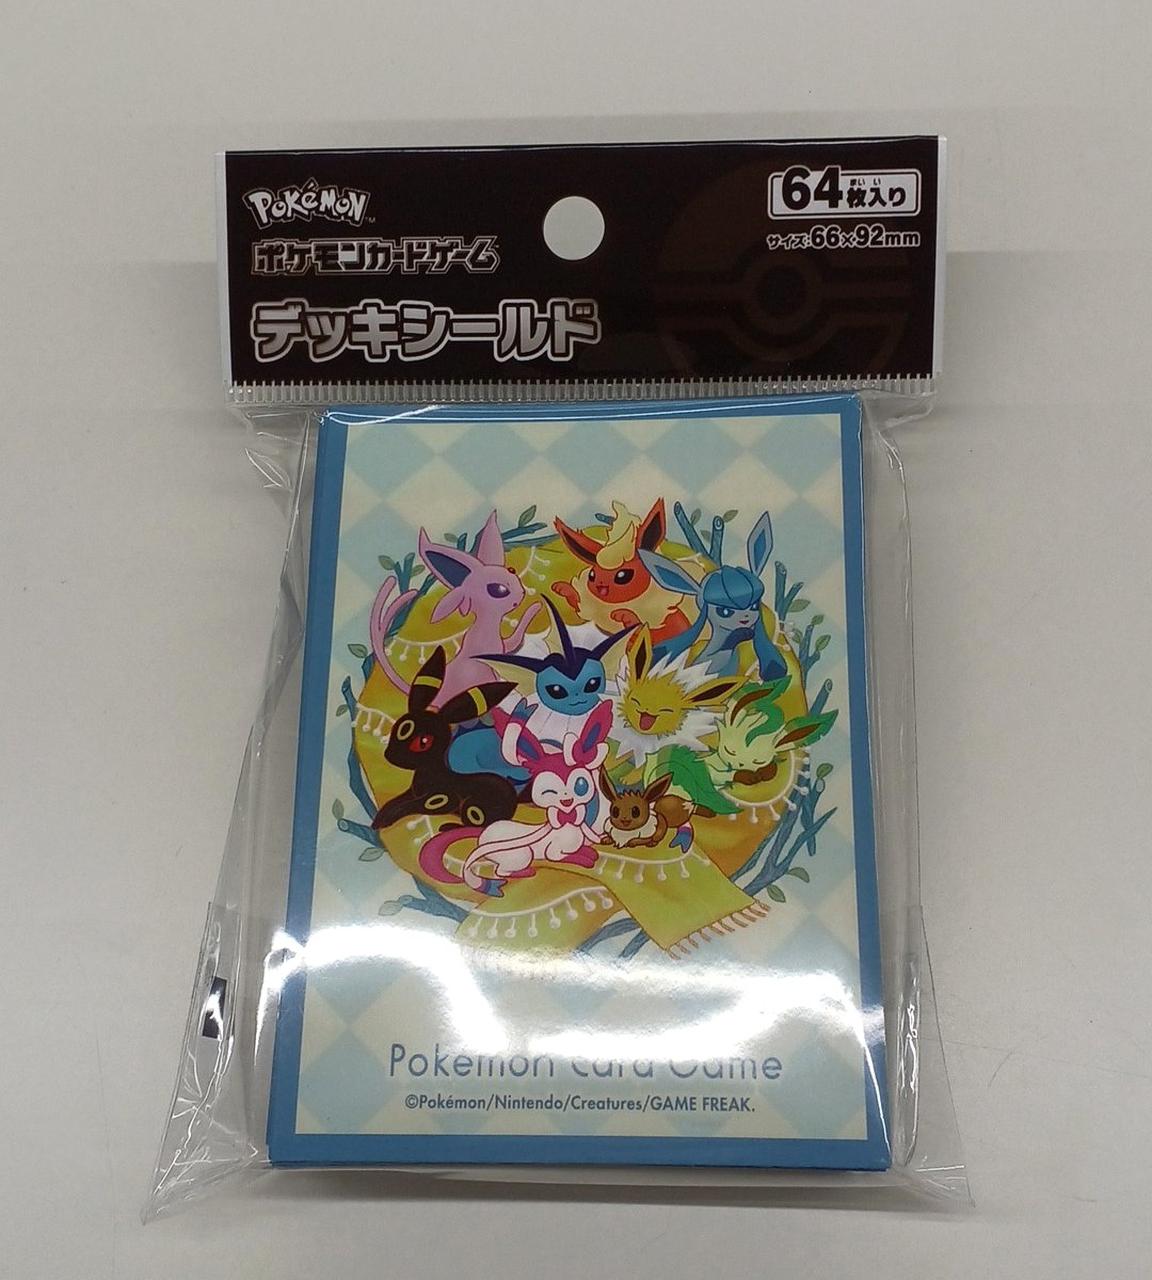 Pokémon™
ポケモンカードゲーム
デッキシールド
64枚入り
まい い
サイズ:66×92mm
Pokémon Card Game
©Pokémon/Nintendo/Creatures/GAME FREAK.